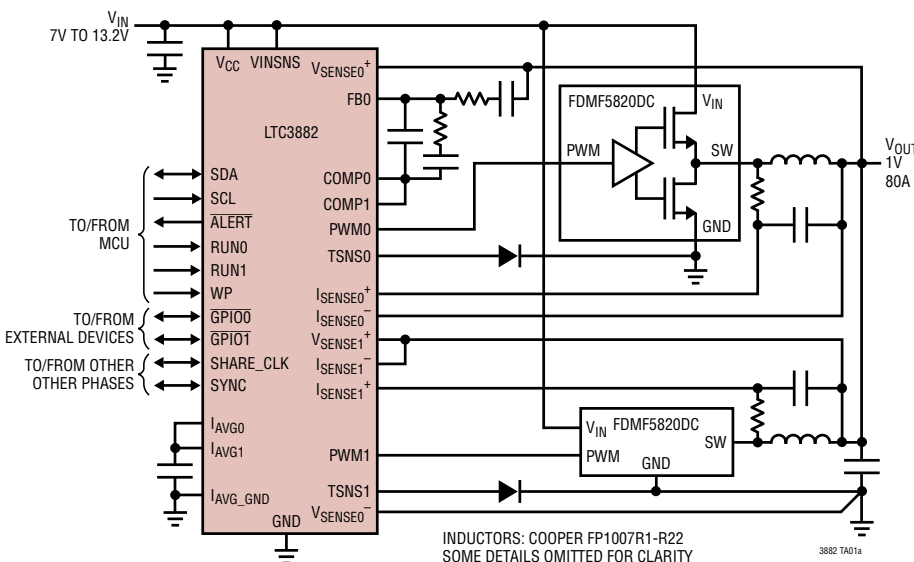 VIN
7V TO 13.2V
VCC
VINSNS
VSENSE0+
FB0
LTC3882
COMP0
COMP1
PWM0
TSNS0
ISENSE0+
ISENSE0–
VSENSE1+
ISENSE1–
ISENSE1+
PWM1
TSNS1
VSENSE0–
GND
SDA
SCL
ALERT
RUN0
RUN1
WP
GPIO0
GPIO1
SHARE_CLK
SYNC
IAVG0
IAVG1
IAVG_GND
TO/FROM
MCU
TO/FROM
EXTERNAL DEVICES
TO/FROM OTHER
OTHER PHASES
FDMF5820DC
VIN
PWM
SW
GND
VOUT
1V
80A
VIN FDMF5820DC
SW
PWM
GND
INDUCTORS: COOPER FP1007R1-R22
SOME DETAILS OMITTED FOR CLARITY
3882 TA01a